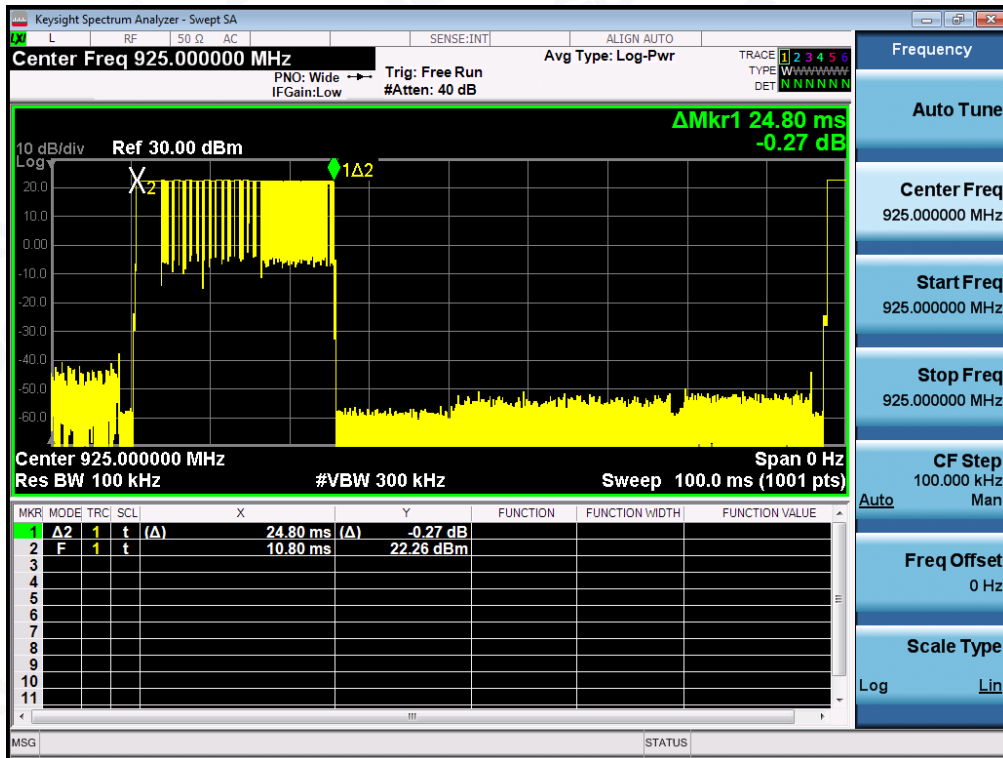 Keysight Spectrum Analyzer - Swept SA
LXI L RF 50 Ω AC SENSE:INT ALIGN AUTO
Center Freq 925.000000 MHz
PNO: Wide
IFGain:Low
Trig: Free Run
#Atten: 40 dB
Avg Type: Log-Pwr
TRACE 1 2 3 4 5 6
TYPE W
DET N N N N N N
ΔMkr1 24.80 ms
-0.27 dB
10 dB/div Ref 30.00 dBm
Log
1Δ2
2
20.0
10.0
0.00
-10.0
-20.0
-30.0
-40.0
-50.0
-60.0
Center 925.000000 MHz Span 0 Hz
Res BW 100 kHz #VBW 300 kHz Sweep 100.0 ms (1001 pts)
MKR MODE TRC SCL X Y FUNCTION FUNCTION WIDTH FUNCTION VALUE
1 Δ2 1 t (Δ) 24.80 ms (Δ) -0.27 dB
2 F 1 t 10.80 ms 22.26 dBm
3
4
5
6
7
8
9
10
11
MSG STATUS
Frequency
Auto Tune
Center Freq
925.000000 MHz
Start Freq
925.000000 MHz
Stop Freq
925.000000 MHz
CF Step
100.000 kHz
Auto Man
Freq Offset
0 Hz
Scale Type
Log Lin